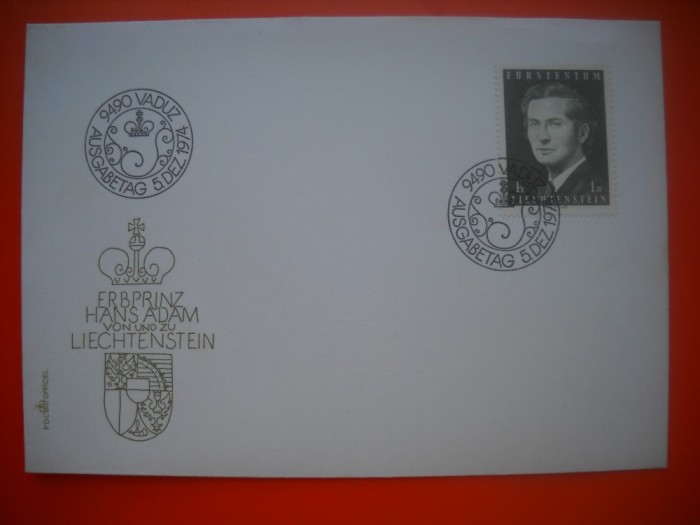 9490 VADUZ
AUSGABETAG 5.DEZ.1974
FÜRSTENTUM
LIECHTENSTEIN
9490 VADUZ
AUSGABETAG 5.DEZ.1974
ERBPRINZ
HANS ADAM
VON UND ZU
LIECHTENSTEIN